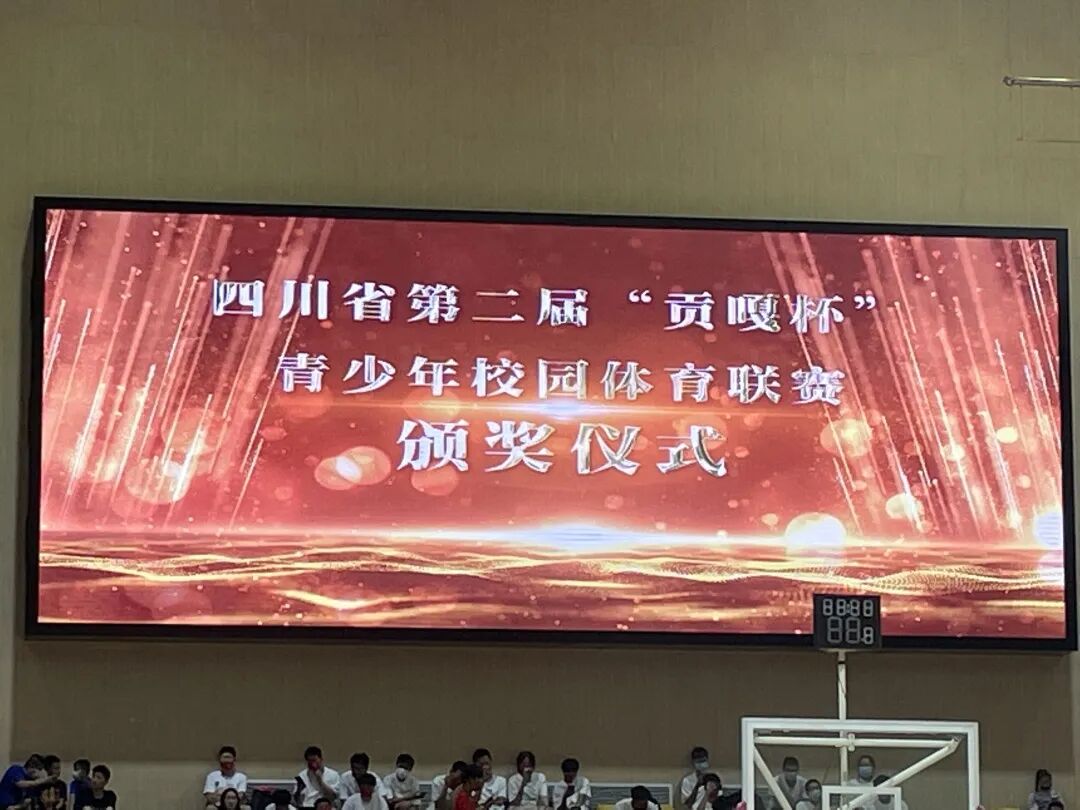 四川省第二届“贡嘎杯”
青少年校园体育联赛
颁奖仪式